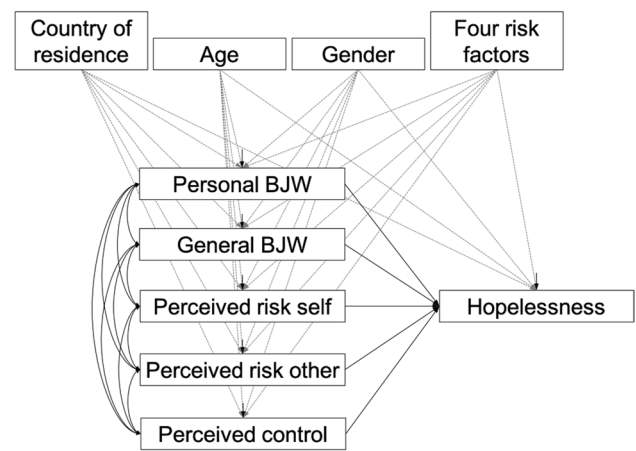 Country of
residence
Age
Gender
Four risk
factors
Personal BJW
General BJW
Perceived risk self
Perceived risk other
Perceived control
Hopelessness